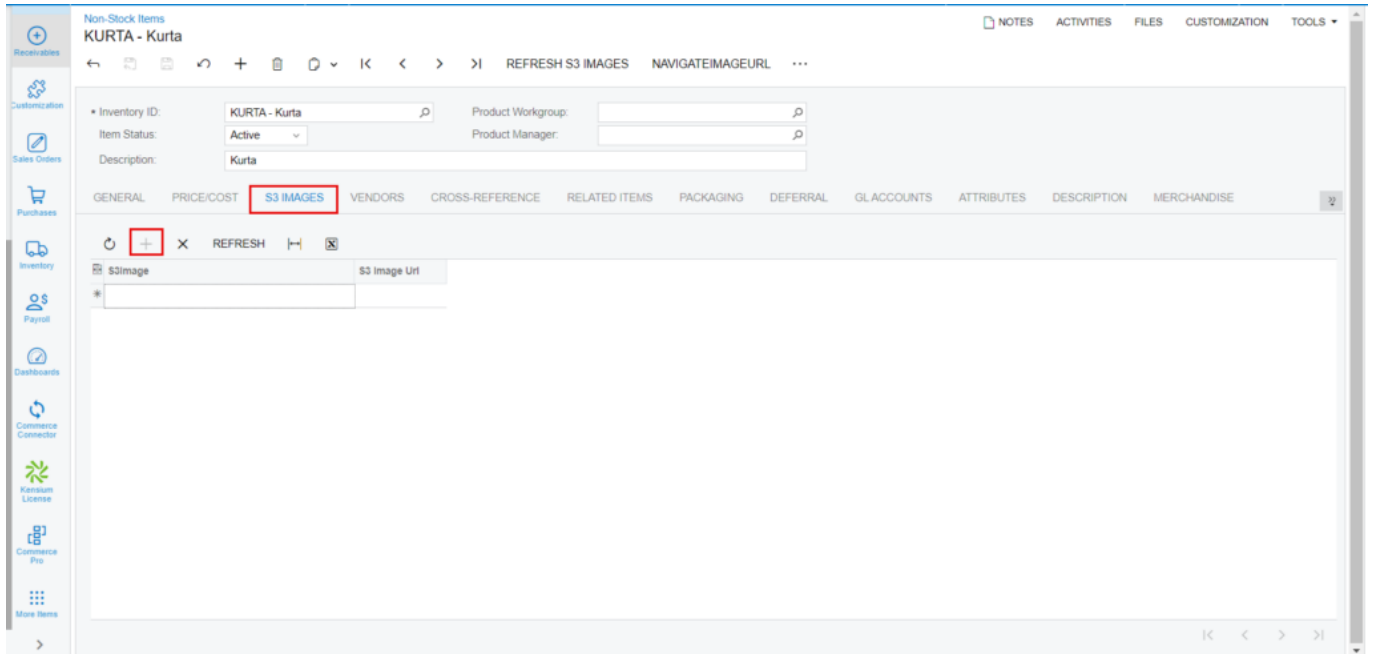 Non-Stock Items
KURTA - Kurta
NOTES ACTIVITIES FILES CUSTOMIZATION TOOLS
REFRESH S3 IMAGES NAVIGATEIMAGEURL ...
Inventory ID: KURTA - Kurta Product Workgroup:
Item Status: Active Product Manager:
Description: Kurta
GENERAL PRICE/COST S3 IMAGES VENDORS CROSS-REFERENCE RELATED ITEMS PACKAGING DEFERRAL GL ACCOUNTS ATTRIBUTES DESCRIPTION MERCHANDISE
REFRESH
S3Image S3 Image Url
Receivables
Customization
Sales Orders
Purchases
Inventory
Payroll
Dashboards
Commerce
Connector
Kensium
License
Commerce
Pro
More Items